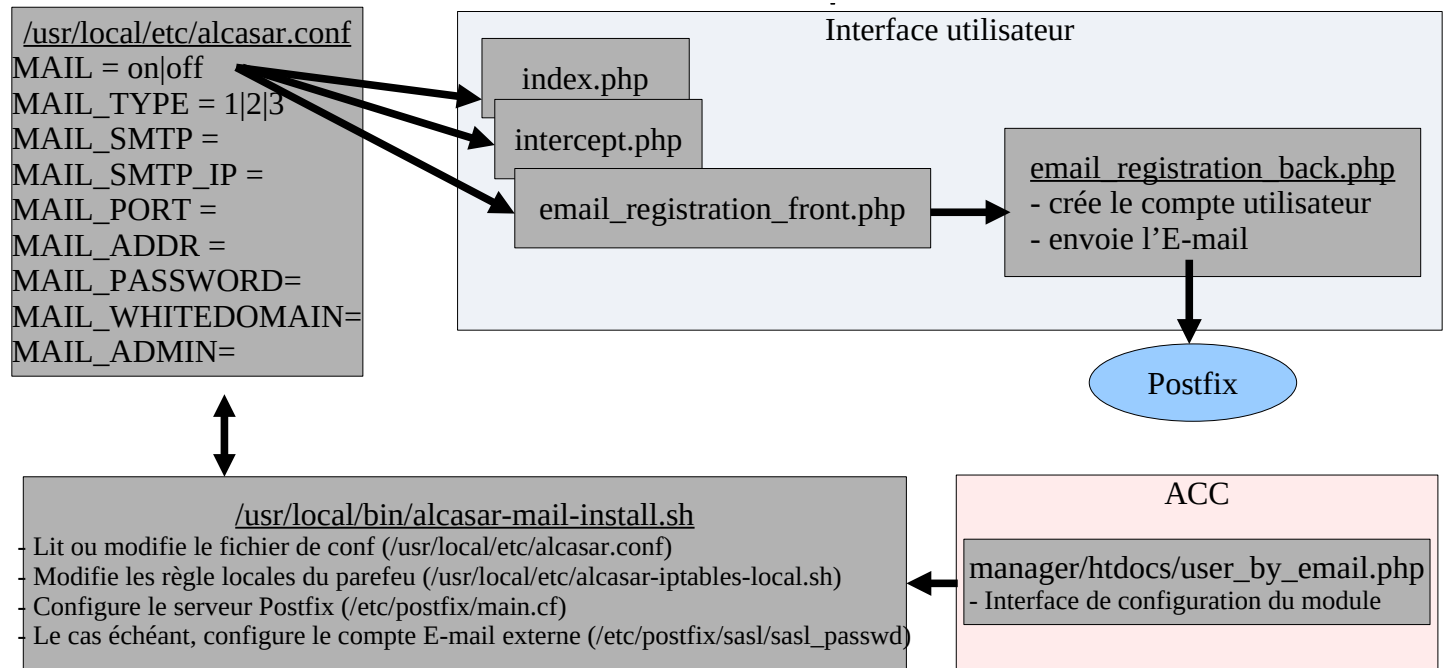 /usr/local/etc/alcasar.conf
MAIL = on|off
MAIL_TYPE = 1|2|3
MAIL_SMTP =
MAIL_SMTP_IP =
MAIL_PORT =
MAIL_ADDR =
MAIL_PASSWORD=
MAIL_WHITEDOMAIN=
MAIL_ADMIN=
Interface utilisateur
index.php
intercept.php
email_registration_front.php
email_registration_back.php
- crée le compte utilisateur
- envoie l’E-mail
Postfix
/usr/local/bin/alcasar-mail-install.sh
- Lit ou modifie le fichier de conf (/usr/local/etc/alcasar.conf)
- Modifie les règle locales du parefeu (/usr/local/etc/alcasar-iptables-local.sh)
- Configure le serveur Postfix (/etc/postfix/main.cf)
- Le cas échéant, configure le compte E-mail externe (/etc/postfix/sasl/sasl_passwd)
ACC
manager/htdocs/user_by_email.php
- Interface de configuration du module